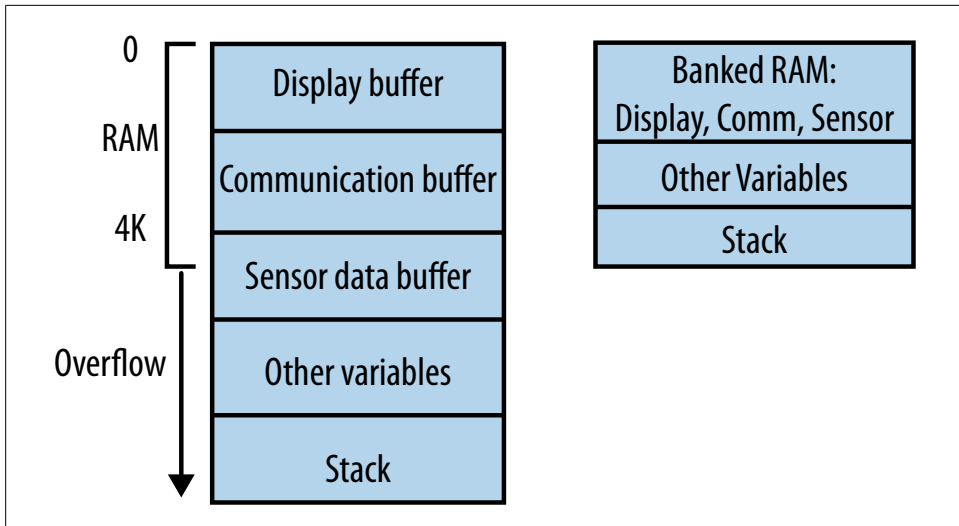 0
RAM
4K
Overflow
Display buffer
Communication buffer
Sensor data buffer
Other variables
Stack
Banked RAM:
Display, Comm, Sensor
Other Variables
Stack